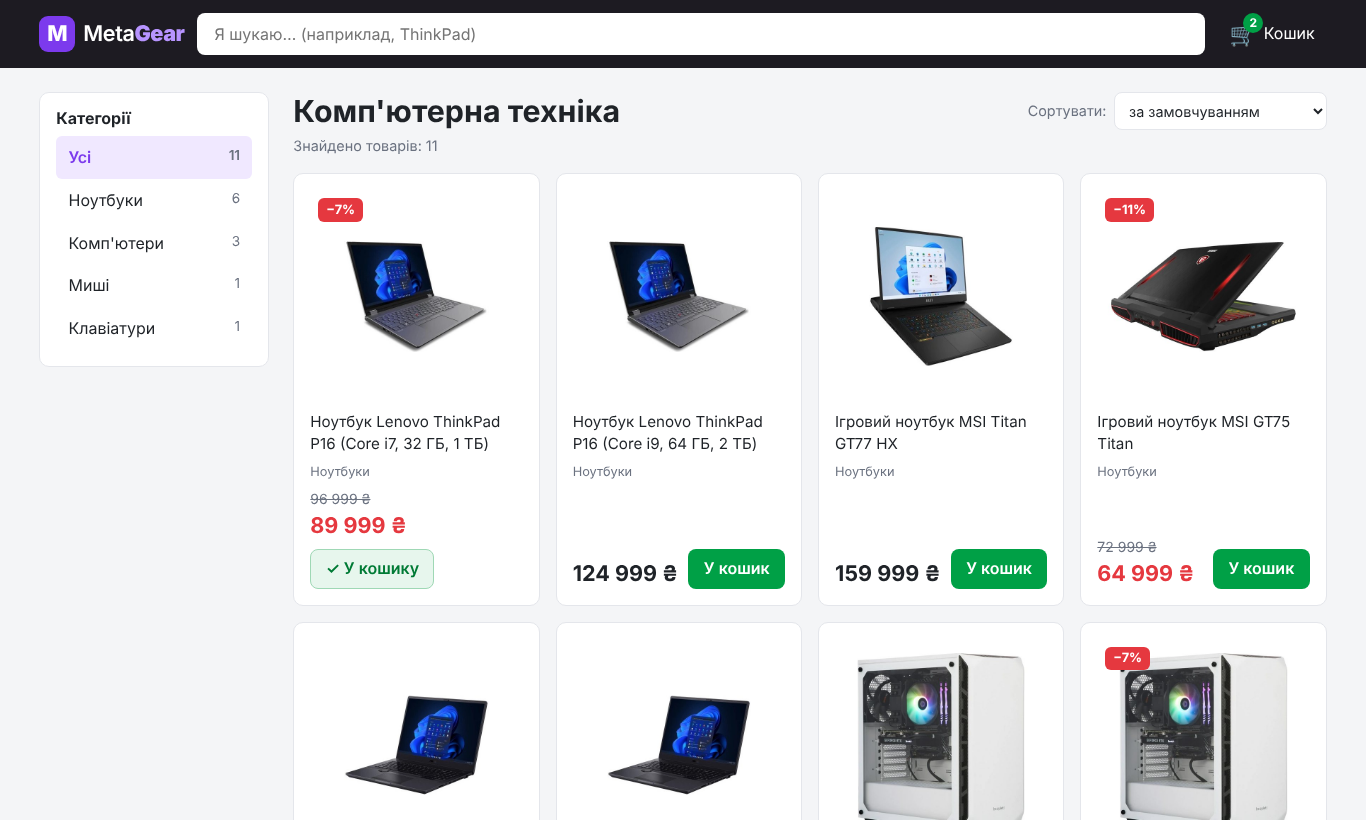 M MetaGear
Я шукаю... (наприклад, ThinkPad)
2
Кошик
Категорії
Усі 11
Ноутбуки 6
Комп'ютери 3
Миші 1
Клавіатури 1
Комп'ютерна техніка
Знайдено товарів: 11
Сортувати: за замовчуванням
−7%
Ноутбук Lenovo ThinkPad
P16 (Core i7, 32 ГБ, 1 ТБ)
Ноутбуки
96 999 ₴
89 999 ₴
✓ У кошику
Ноутбук Lenovo ThinkPad
P16 (Core i9, 64 ГБ, 2 ТБ)
Ноутбуки
124 999 ₴
У кошик
Ігровий ноутбук MSI Titan
GT77 HX
Ноутбуки
159 999 ₴
У кошик
−11%
Ігровий ноутбук MSI GT75
Titan
Ноутбуки
72 999 ₴
64 999 ₴
У кошик
−7%